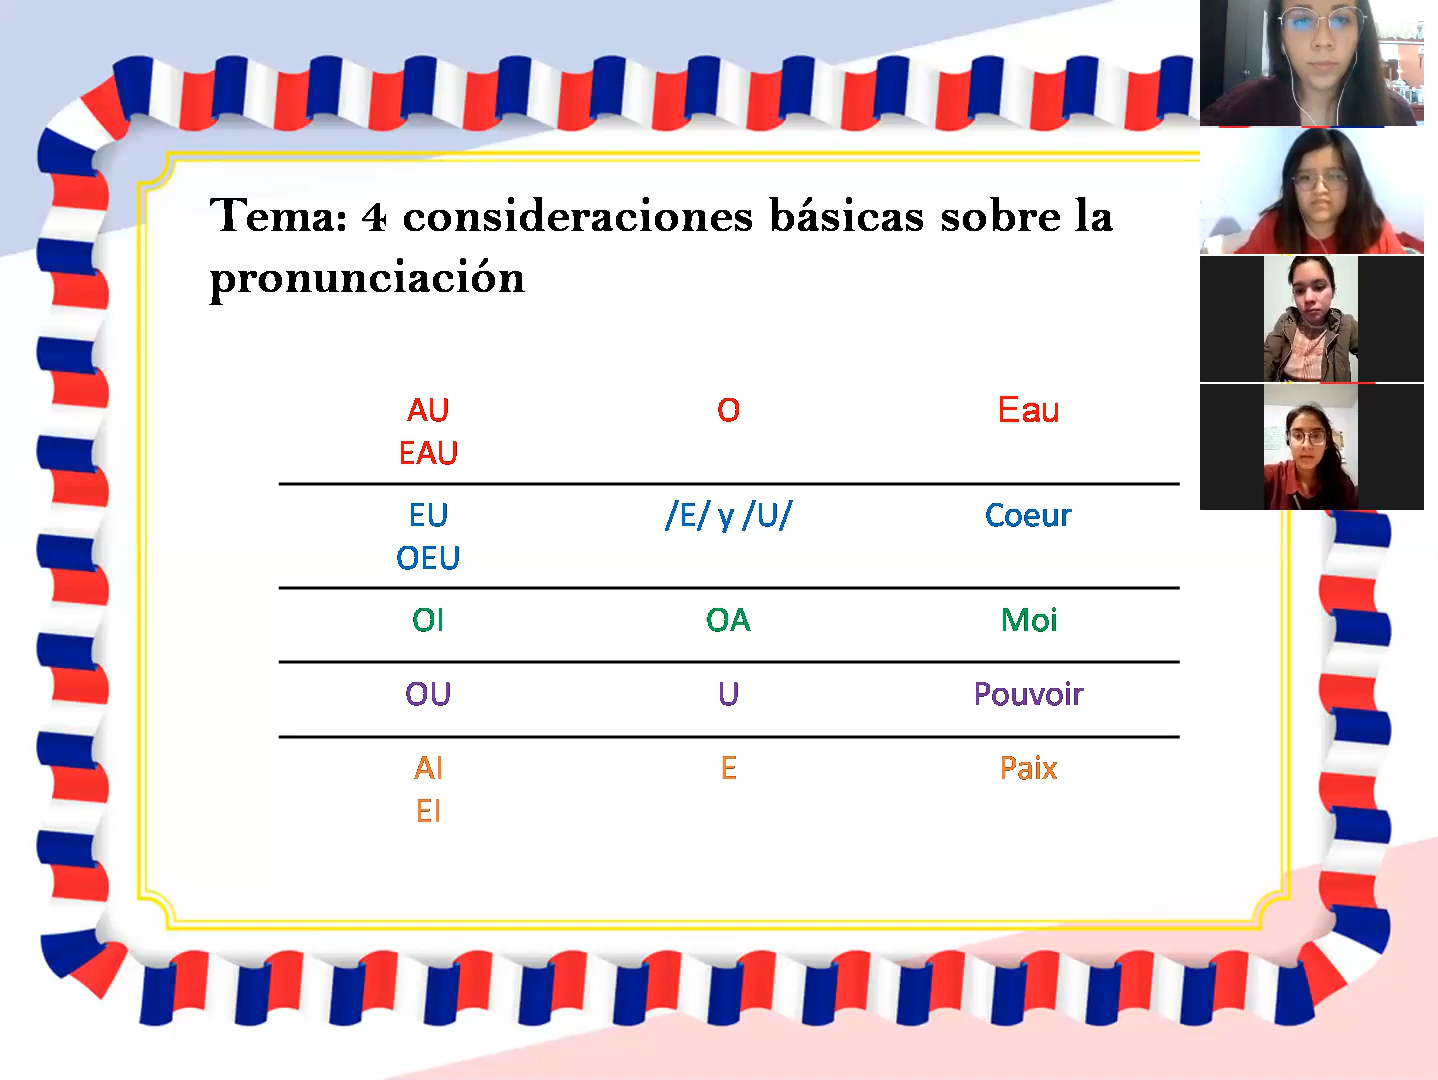 Tema: 4 consideraciones básicas sobre la
pronunciación
AU O Eau
EAU
EU /E/ y /U/ Coeur
OEU
OI OA Moi
OU U Pouvoir
AI E Paix
EI